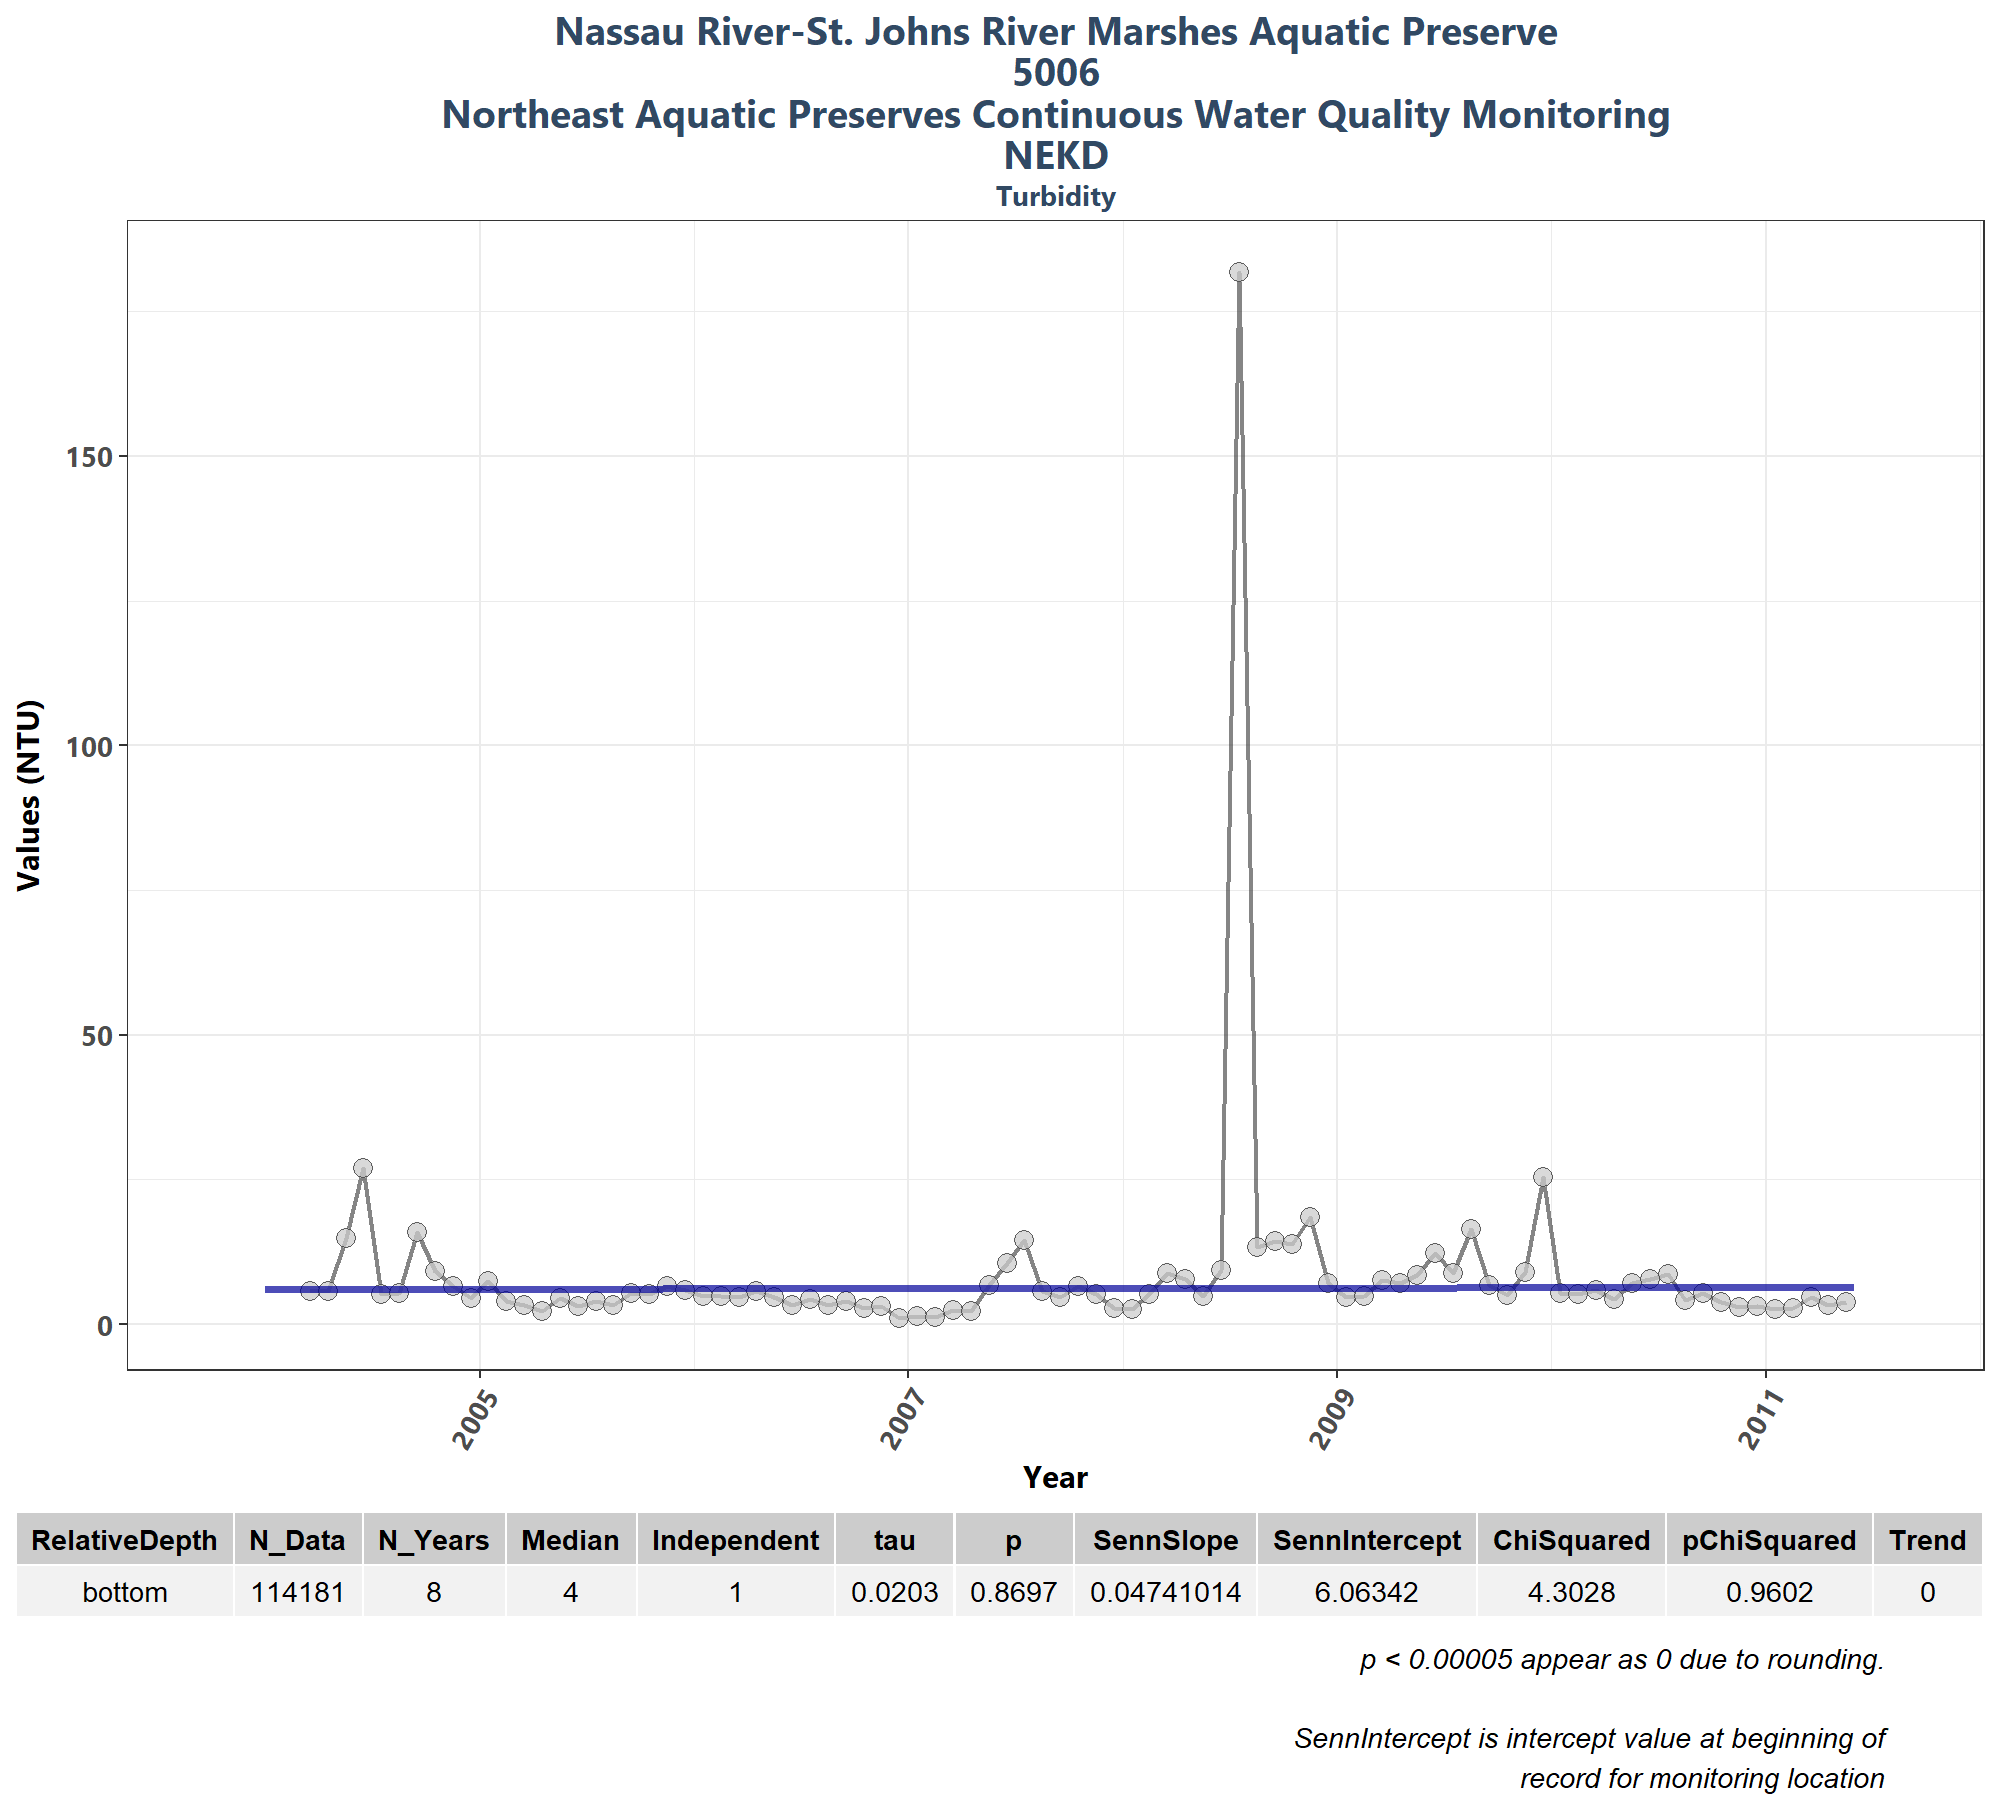 Nassau River-St. Johns River Marshes Aquatic Preserve
5006
Northeast Aquatic Preserves Continuous Water Quality Monitoring
NEKD
Turbidity
Values (NTU)
150
100
50
0
2005 2007 2009 2011
Year
RelativeDepth N_Data N_Years Median Independent tau p SennSlope SennIntercept ChiSquared pChiSquared Trend
bottom 114181 8 4 1 0.0203 0.8697 0.04741014 6.06342 4.3028 0.9602 0
p < 0.00005 appear as 0 due to rounding.
SennIntercept is intercept value at beginning of
record for monitoring location